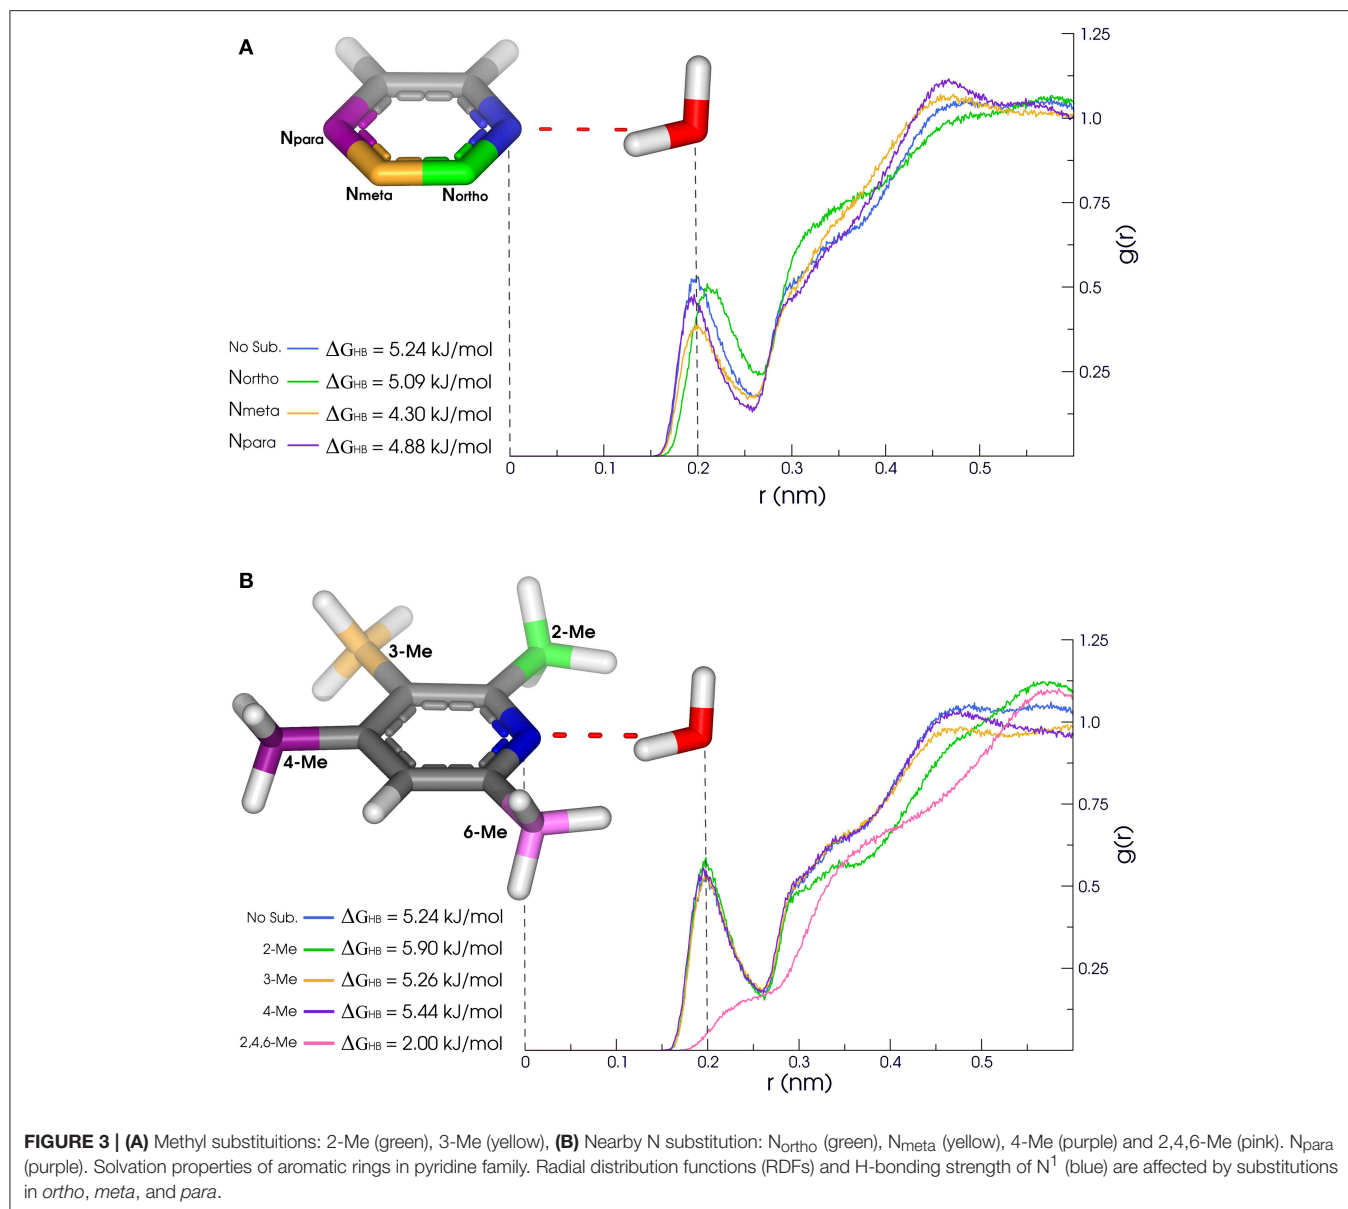 A
Npara
Nmeta
Northo
1.25
1.0
0.75
0.5
0.25
g(r)
No Sub. ΔGHB = 5.24 kJ/mol
Northo ΔGHB = 5.09 kJ/mol
Nmeta ΔGHB = 4.30 kJ/mol
Npara ΔGHB = 4.88 kJ/mol
0 0.1 0.2 0.3 0.4 0.5
r (nm)
B
2-Me
3-Me
4-Me
6-Me
1.25
1.0
0.75
0.5
0.25
g(r)
No Sub. ΔGHB = 5.24 kJ/mol
2-Me ΔGHB = 5.90 kJ/mol
3-Me ΔGHB = 5.26 kJ/mol
4-Me ΔGHB = 5.44 kJ/mol
2,4,6-Me ΔGHB = 2.00 kJ/mol
0 0.1 0.2 0.3 0.4 0.5
r (nm)
FIGURE 3 | (A) Methyl substituitions: 2-Me (green), 3-Me (yellow), (B) Nearby N substitution: Northo (green), Nmeta (yellow), 4-Me (purple) and 2,4,6-Me (pink). Npara
(purple). Solvation properties of aromatic rings in pyridine family. Radial distribution functions (RDFs) and H-bonding strength of N1 (blue) are affected by substitutions
in ortho, meta, and para.